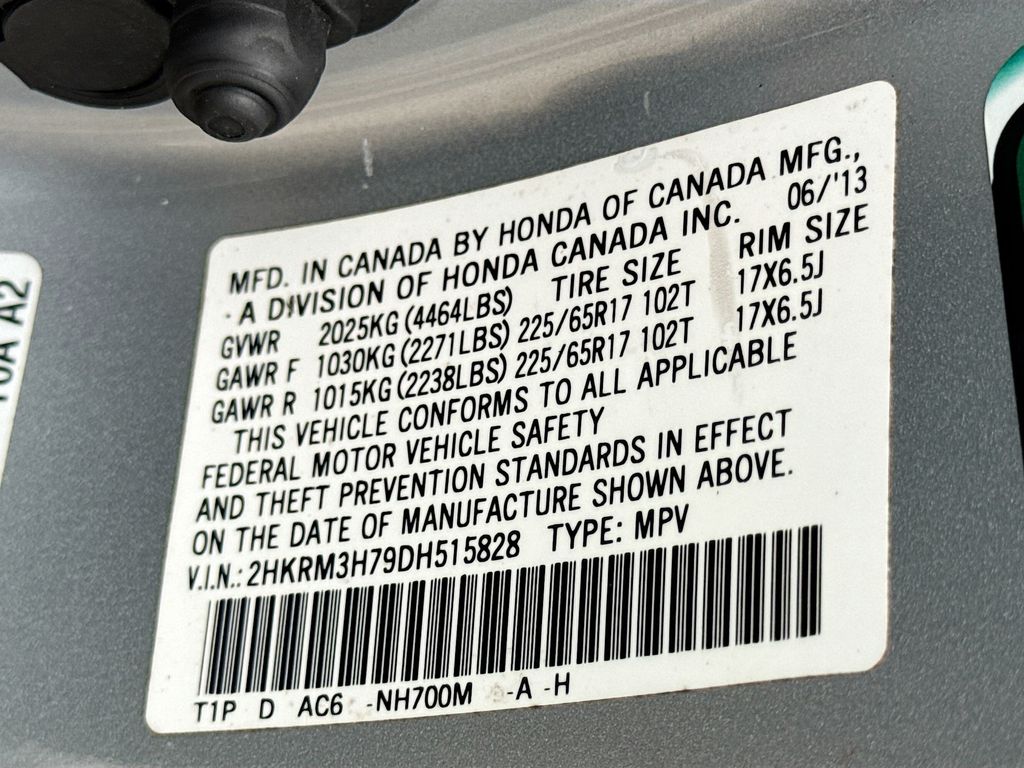 MFD. IN CANADA BY HONDA OF CANADA MFG.,
A DIVISION OF HONDA CANADA INC. 06/'13
GVWR 2025KG (4464LBS) TIRE SIZE RIM SIZE
GAWR F 1030KG (2271LBS) 225/65R17 102T 17X6.5J
GAWR R 1015KG (2238LBS) 225/65R17 102T 17X6.5J
THIS VEHICLE CONFORMS TO ALL APPLICABLE
FEDERAL MOTOR VEHICLE SAFETY
AND THEFT PREVENTION STANDARDS IN EFFECT
ON THE DATE OF MANUFACTURE SHOWN ABOVE.
V.I.N.: 2HKRM3H79DH515828 TYPE: MPV
T1P D AC6 -NH700M -A -H
A2